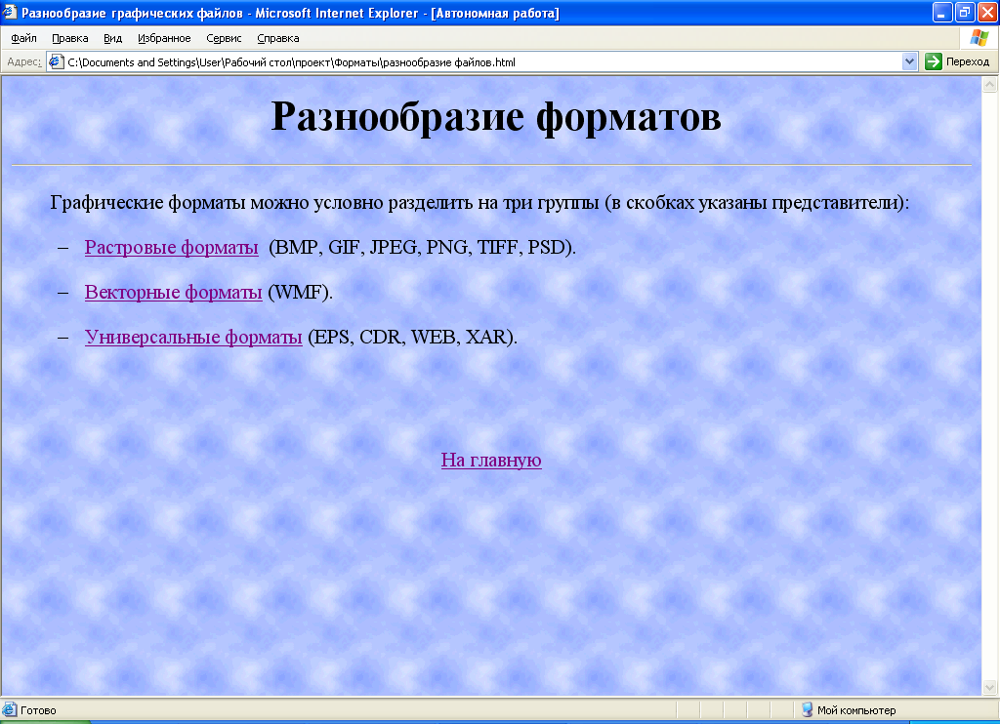 Разнообразие графических файлов - Microsoft Internet Explorer - [Автономная работа]
Файл Правка Вид Избранное Сервис Справка
Адрес: C:\Documents and Settings\User\Рабочий стол\проект\Форматы\разнообразие файлов.html Переход
Разнообразие форматов
Графические форматы можно условно разделить на три группы (в скобках указаны представители):
– Растровые форматы (BMP, GIF, JPEG, PNG, TIFF, PSD).
– Векторные форматы (WMF).
– Универсальные форматы (EPS, CDR, WEB, XAR).
На главную
Готово Мой компьютер